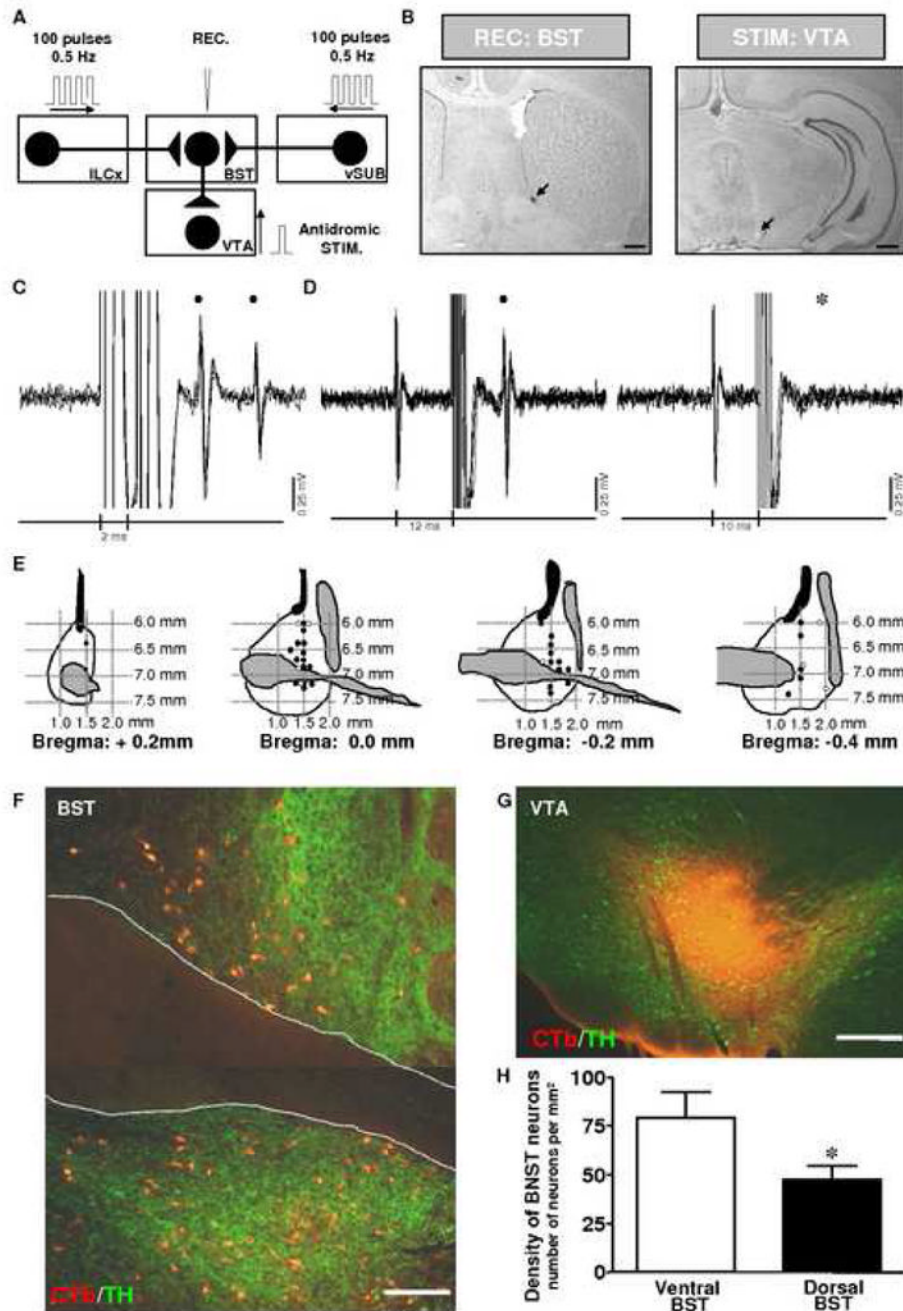 A
100 pulses
0.5 Hz
REC.
100 pulses
0.5 Hz
ILCx
BST
vSUB
VTA
Antidromic
STIM.
B
REC: BST
STIM: VTA
C
D
*
0.25 mV
0.25 mV
0.25 mV
2 ms
12 ms
10 ms
E
6.0 mm
6.5 mm
7.0 mm
7.5 mm
1.0 1.5 2.0 mm
Bregma: + 0.2mm
6.0 mm
6.5 mm
7.0 mm
7.5 mm
1.0 1.5 2.0 mm
Bregma: 0.0 mm
6.0 mm
6.5 mm
7.0 mm
7.5 mm
1.0 1.5 2.0 mm
Bregma: -0.2 mm
6.0 mm
6.5 mm
7.0 mm
7.5 mm
1.0 1.5 2.0 mm
Bregma: -0.4 mm
F
BST
CTb/TH
G
VTA
CTb/TH
H
Density of BNST neurons
number of neurons per mm²
100
75
50
25
0
*
Ventral
BST
Dorsal
BST